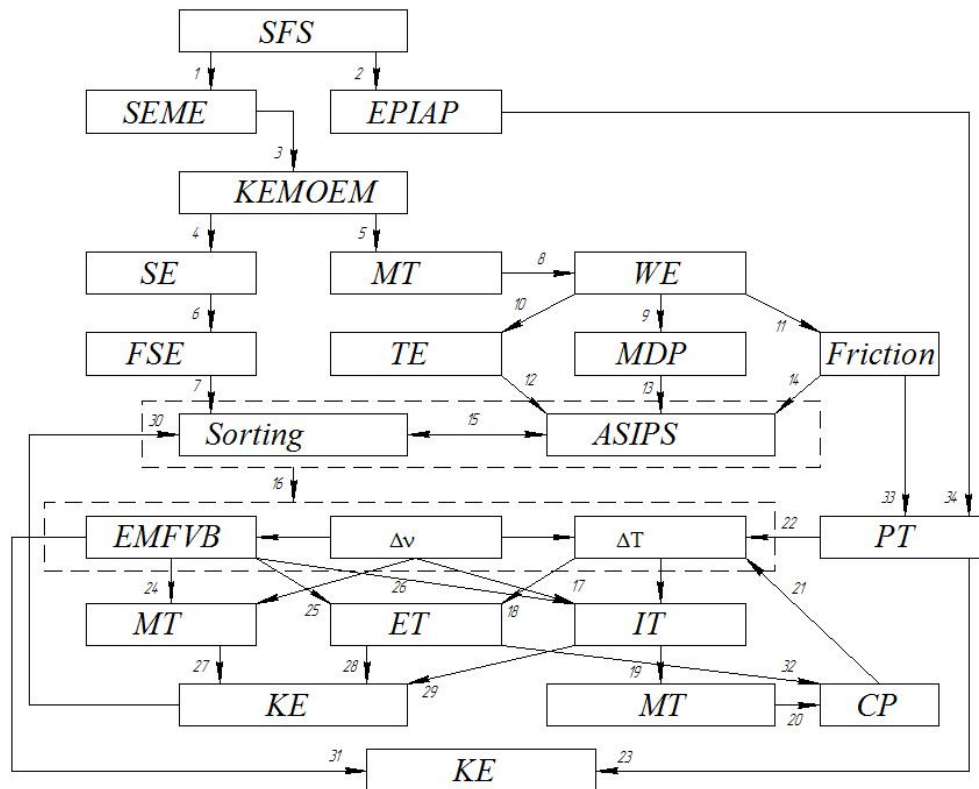 SFS
1 2
SEME EPIAP
3
KEMOEM
4 5
SE MT 8 WE
6 10 9 11
FSE TE MDP Friction
7 12 13 14
30 Sorting 15 ASIPS
16 33 34
EMFVB Δν ΔT 22 PT
24 25 26 18 17 21
MT ET IT
27 28 29 19 32
KE MT 20 CP
31 KE 23